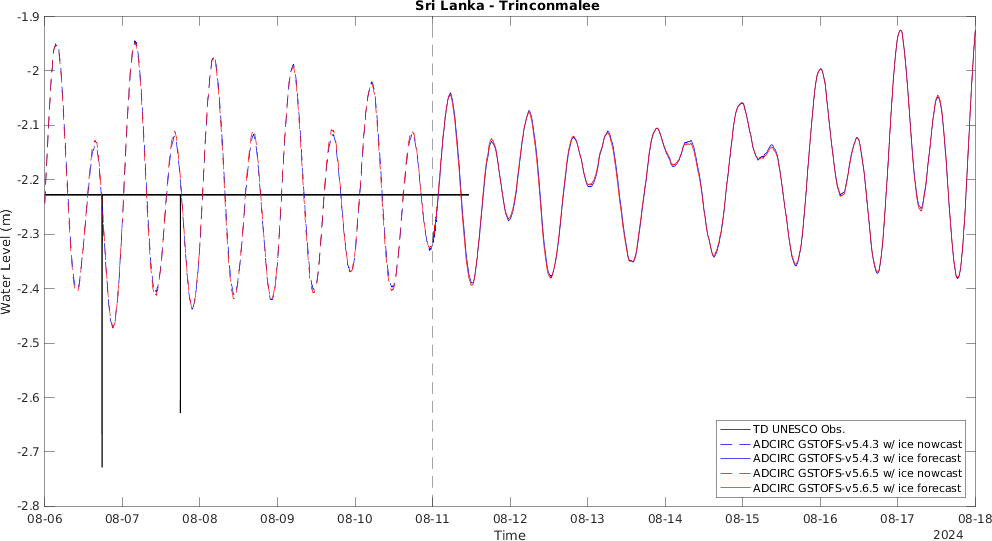 Sri Lanka - Trinconmalee
-1.9
-2
-2.1
-2.2
-2.3
-2.4
-2.5
-2.6
-2.7
-2.8
Water Level (m)
TD UNESCO Obs.
ADCIRC GSTOFS-v5.4.3 w/ ice nowcast
ADCIRC GSTOFS-v5.4.3 w/ ice forecast
ADCIRC GSTOFS-v5.6.5 w/ ice nowcast
ADCIRC GSTOFS-v5.6.5 w/ ice forecast
08-06 08-07 08-08 08-09 08-10 08-11 08-12 08-13 08-14 08-15 08-16 08-17 08-18
Time
2024